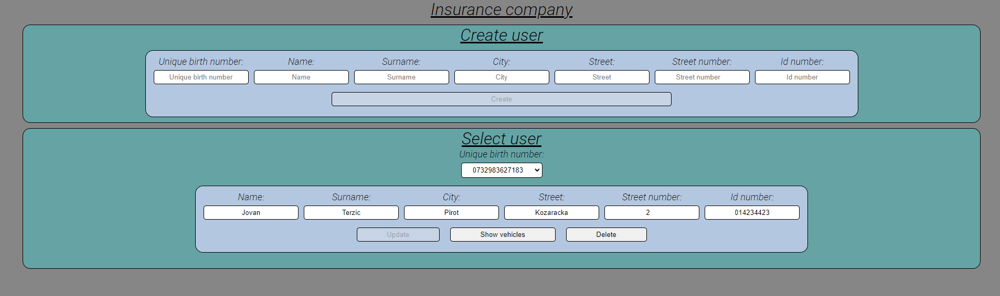 Insurance company
Create user
Unique birth number: Name: Surname: City: Street: Street number: Id number:
Unique birth number Name Surname City Street Street number Id number
Create
Select user
Unique birth number:
0732983627183
Name: Surname: City: Street: Street number: Id number:
Jovan Terzic Pirot Kozaracka 2 014234423
Update Show vehicles Delete